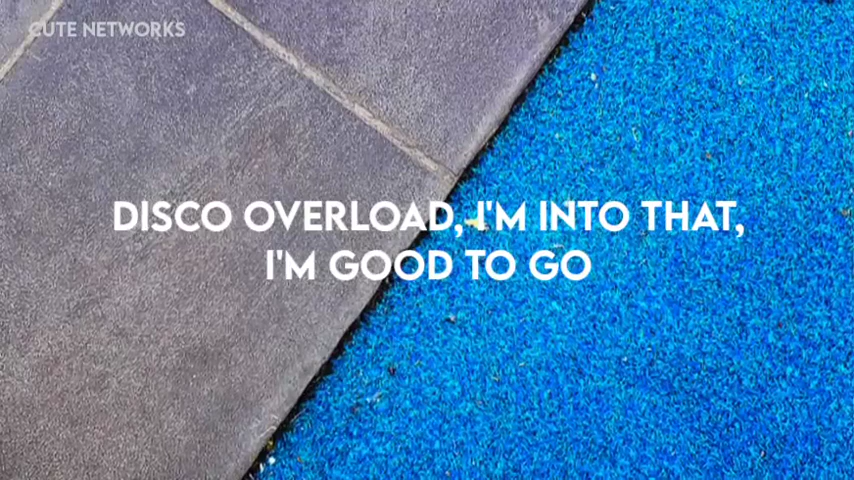 CUTE NETWORKS
DISCO OVERLOAD, I'M INTO THAT,
I'M GOOD TO GO